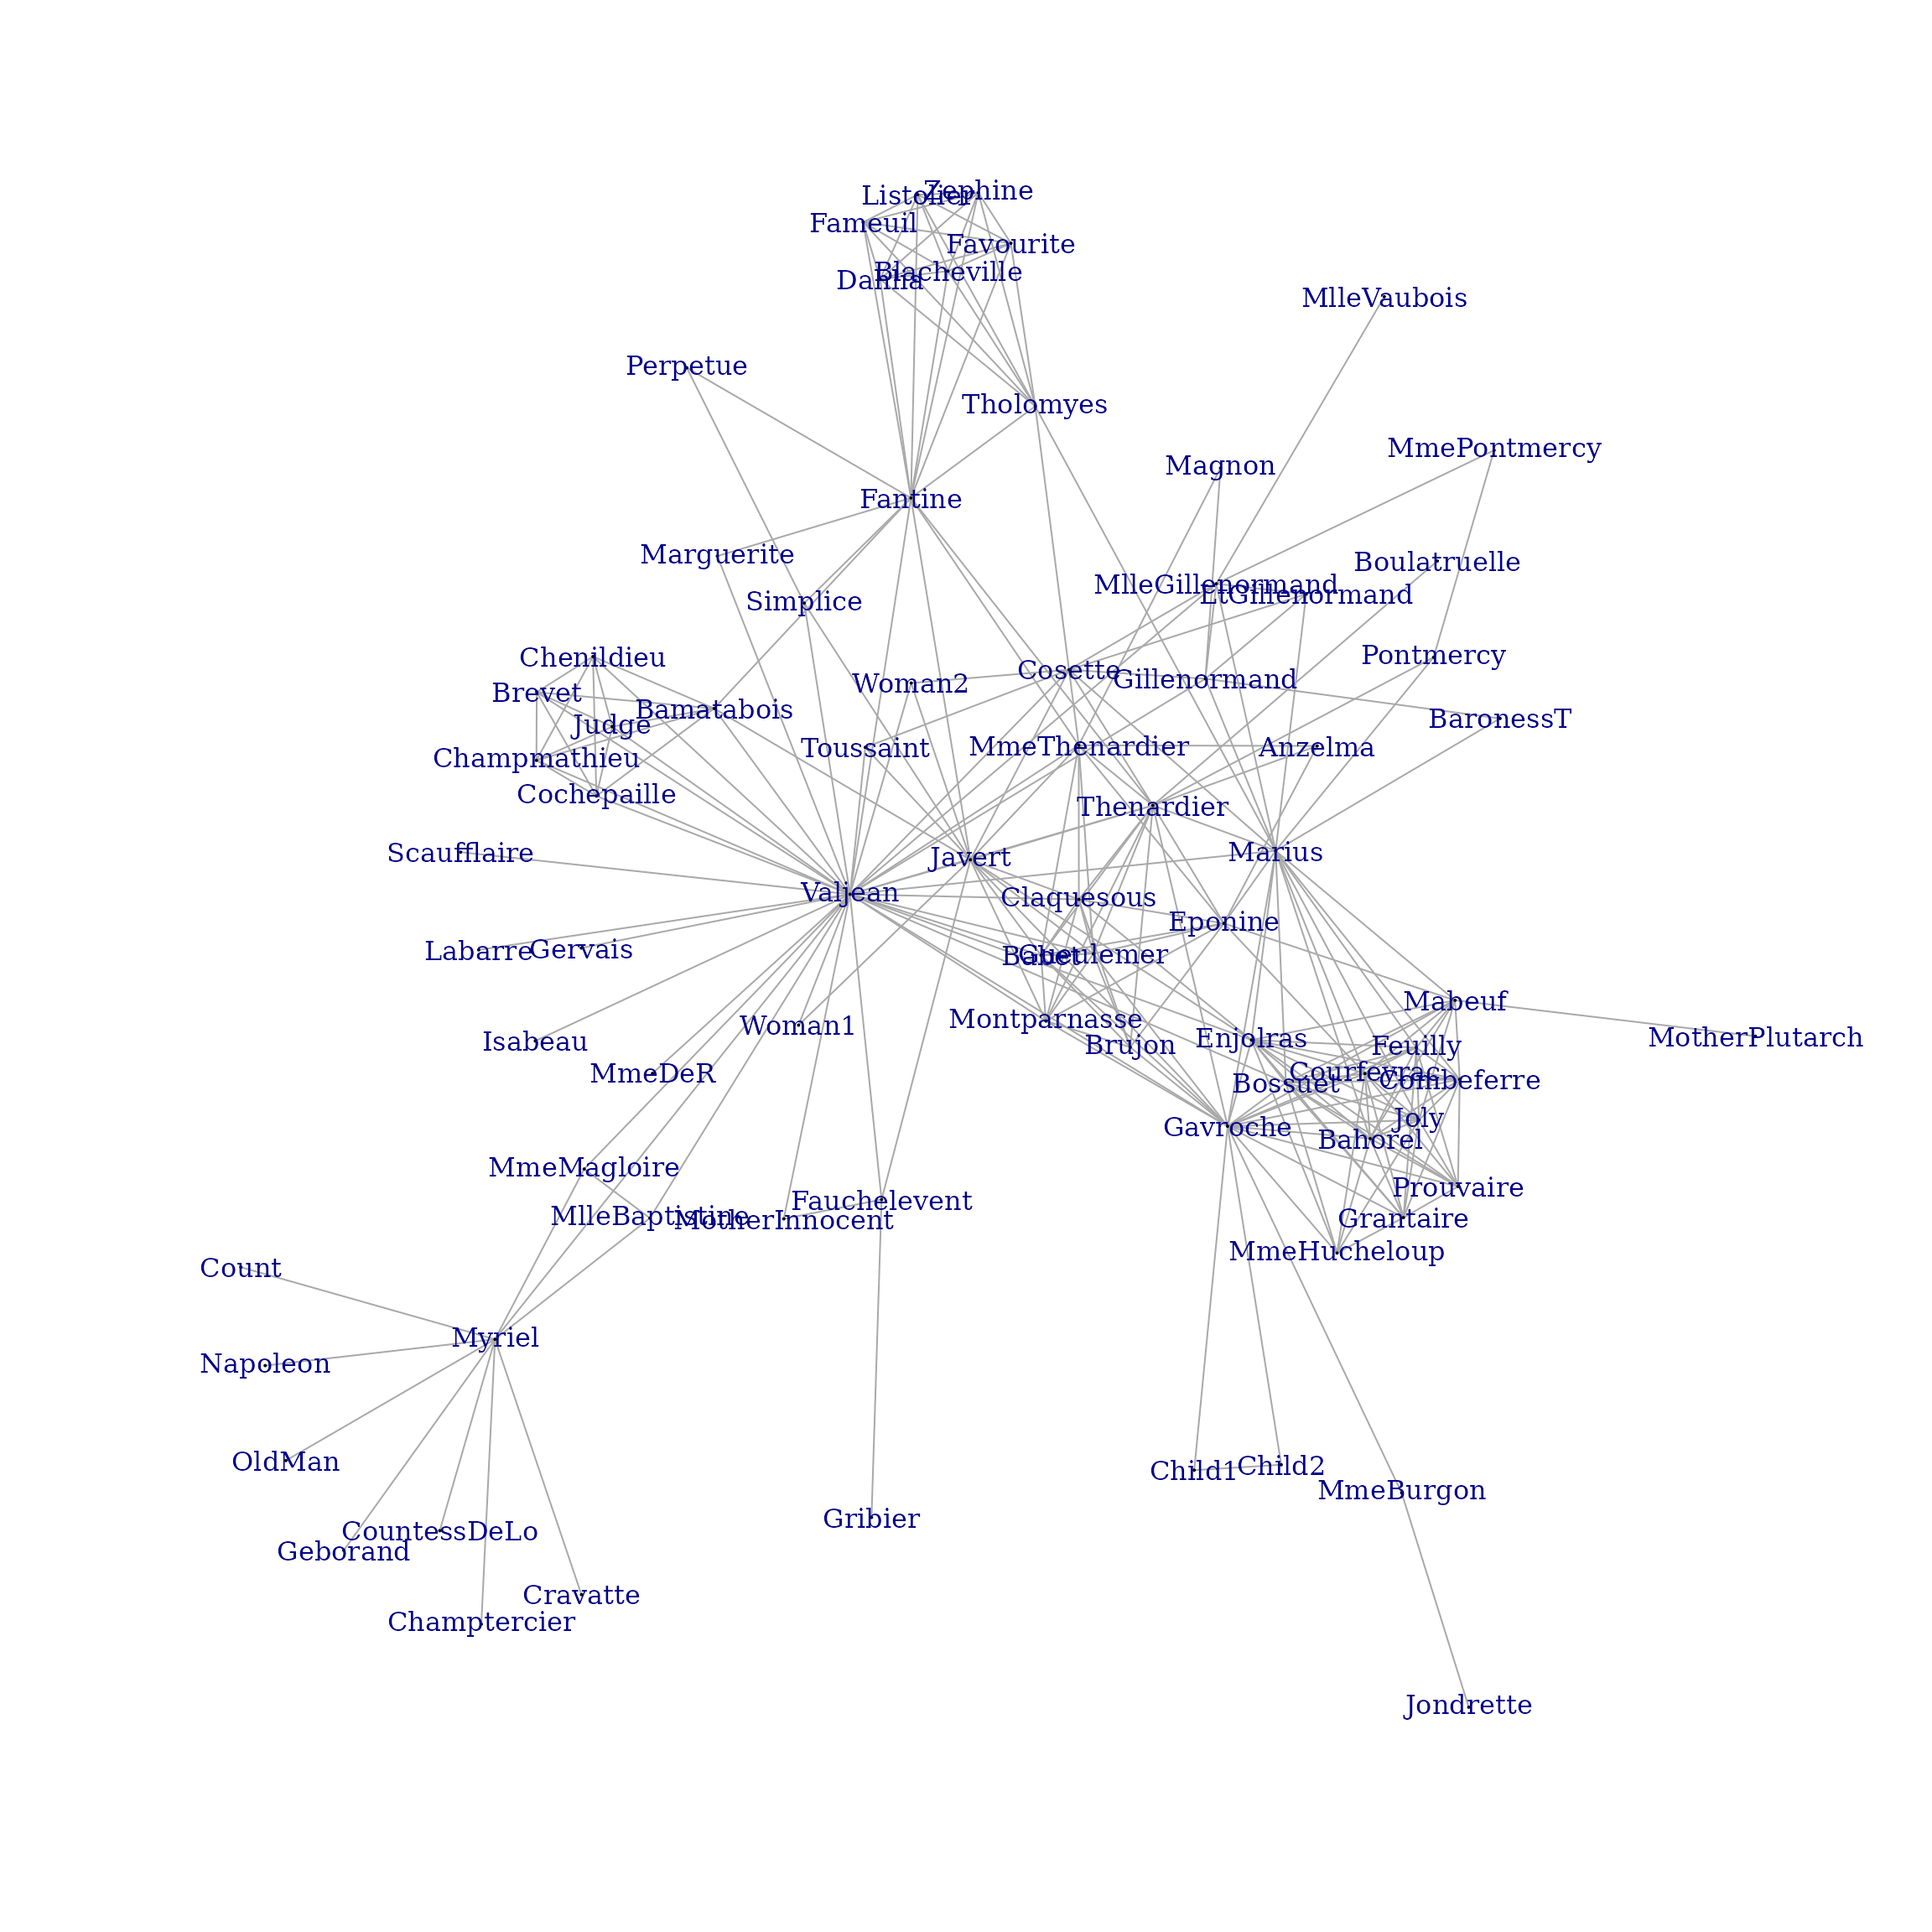 Zephine
Listolier
Fameuil
Favourite
Blacheville
Dahlia
MlleVaubois
Perpetue
Tholomyes
MmePontmercy
Magnon
Fantine
Marguerite
Boulatruelle
MlleGillenormand
LtGillenormand
Simplice
Chenildieu
Pontmercy
Cosette
Gillenormand
Woman2
Brevet
Bamatabois
BaronessT
Judge
Toussaint
MmeThenardier
Anzelma
Champmathieu
Cochepaille
Thenardier
Scaufflaire
Javert
Marius
Valjean
Claquesous
Eponine
Labarre
Gervais
Babet
Gueulemer
Mabeuf
Montparnasse
Woman1
MotherPlutarch
Isabeau
Enjolras
Brujon
Feuilly
MmeDeR
Courfeyrac
Bossuet
Combeferre
Joly
Gavroche
Bahorel
MmeMagloire
Prouvaire
Fauchelevent
MlleBaptistine
MotherInnocent
Grantaire
MmeHucheloup
Count
Myriel
Napoleon
OldMan
Child1
Child2
MmeBurgon
Gribier
CountessDeLo
Geborand
Cravatte
Champtercier
Jondrette